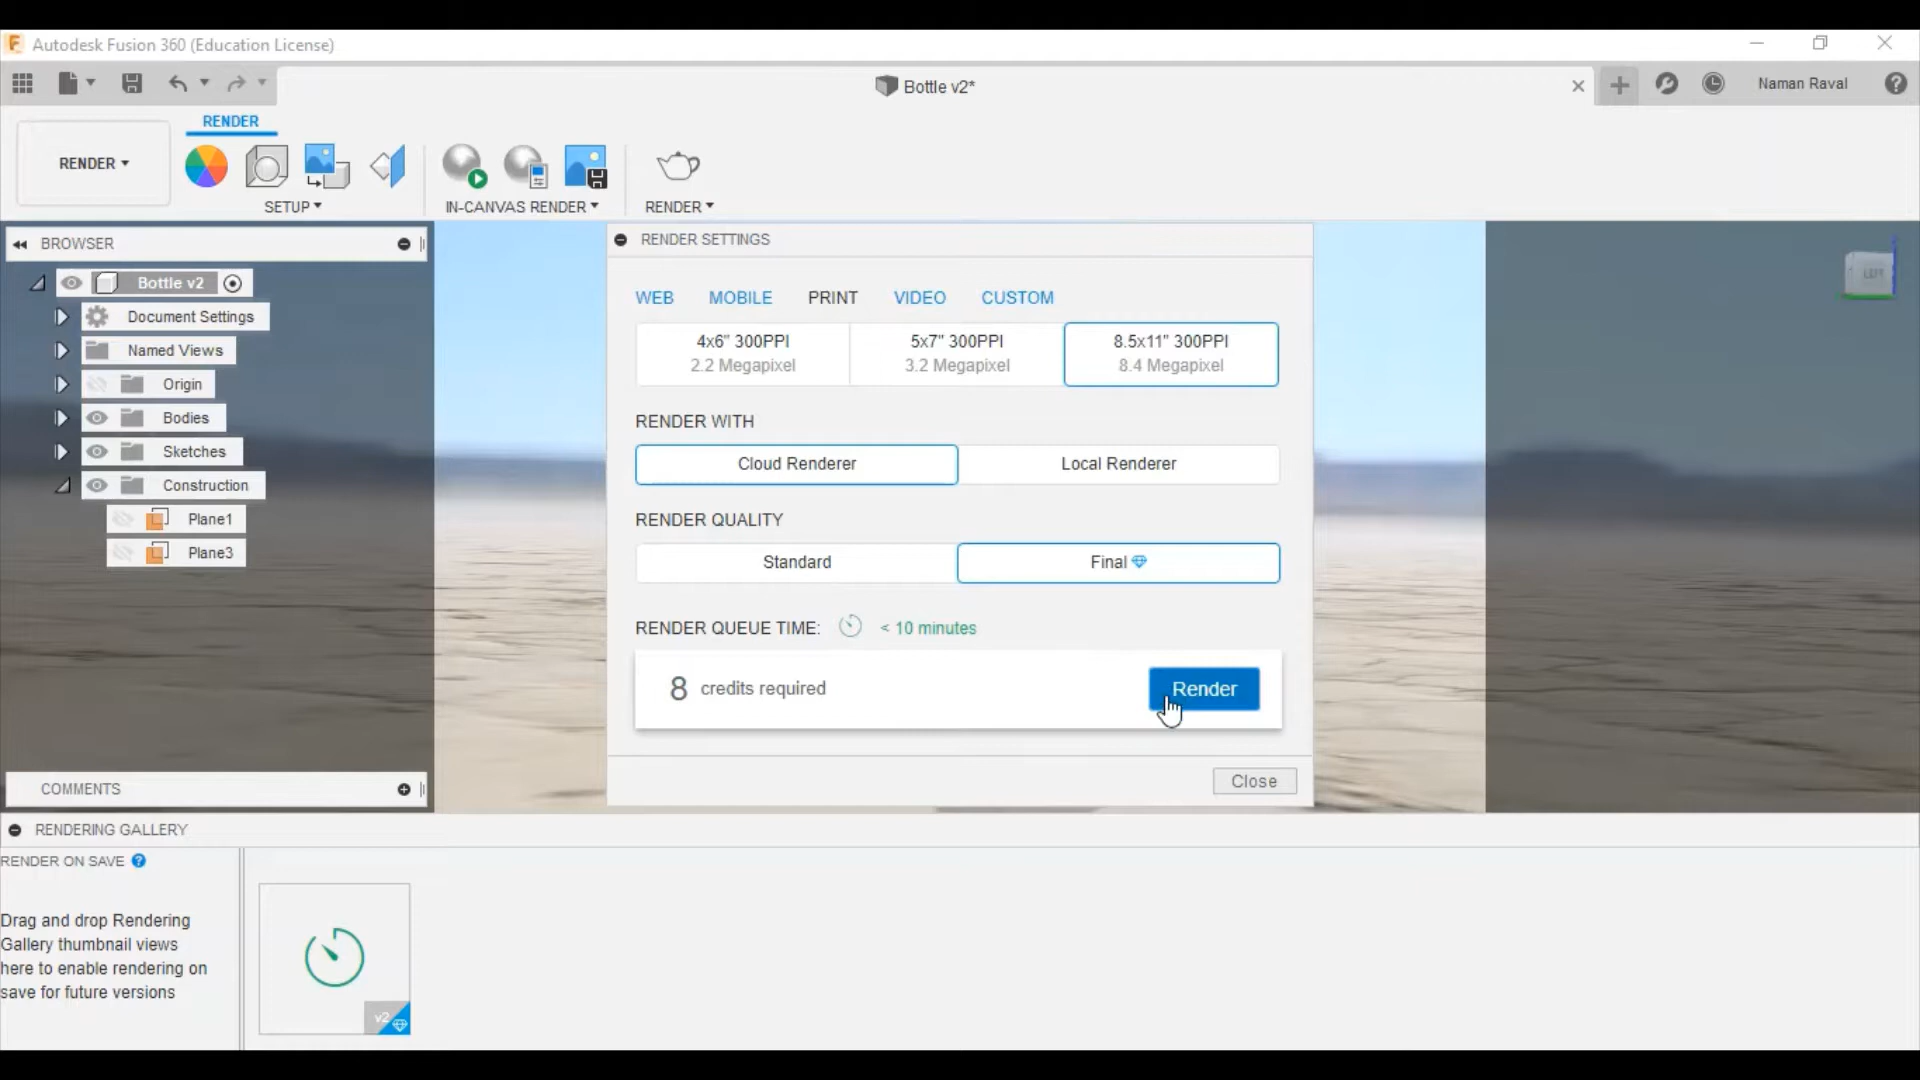 Autodesk Fusion 360 (Education License)
Bottle v2*
Naman Raval
RENDER
RENDER
SETUP
IN-CANVAS RENDER
RENDER
BROWSER
Bottle v2
Document Settings
Named Views
Origin
Bodies
Sketches
Construction
Plane1
Plane3
COMMENTS
RENDER SETTINGS
WEB MOBILE PRINT VIDEO CUSTOM
4x6" 300PPI
2.2 Megapixel
5x7" 300PPI
3.2 Megapixel
8.5x11" 300PPI
8.4 Megapixel
RENDER WITH
Cloud Renderer
Local Renderer
RENDER QUALITY
Standard
Final
RENDER QUEUE TIME: < 10 minutes
8 credits required
Render
Close
LEFT
RENDERING GALLERY
RENDER ON SAVE
Drag and drop Rendering
Gallery thumbnail views
here to enable rendering on
save for future versions
v2